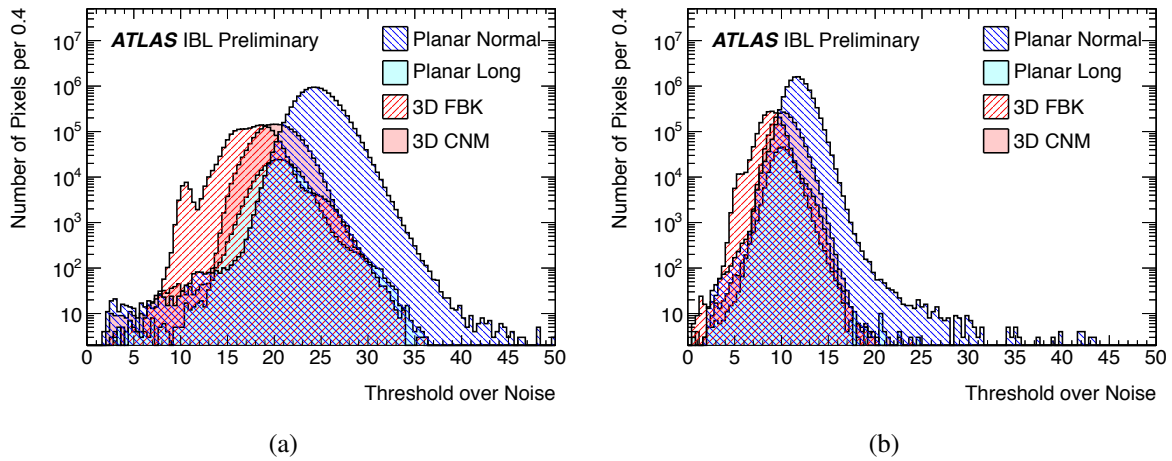 Number of Pixels per 0.4
10⁷
10⁶
10⁵
10⁴
10³
10²
10
ATLAS IBL Preliminary
Planar Normal
Planar Long
3D FBK
3D CNM
0 5 10 15 20 25 30 35 40 45 50
Threshold over Noise
(a)
Number of Pixels per 0.4
10⁷
10⁶
10⁵
10⁴
10³
10²
10
ATLAS IBL Preliminary
Planar Normal
Planar Long
3D FBK
3D CNM
0 5 10 15 20 25 30 35 40 45 50
Threshold over Noise
(b)